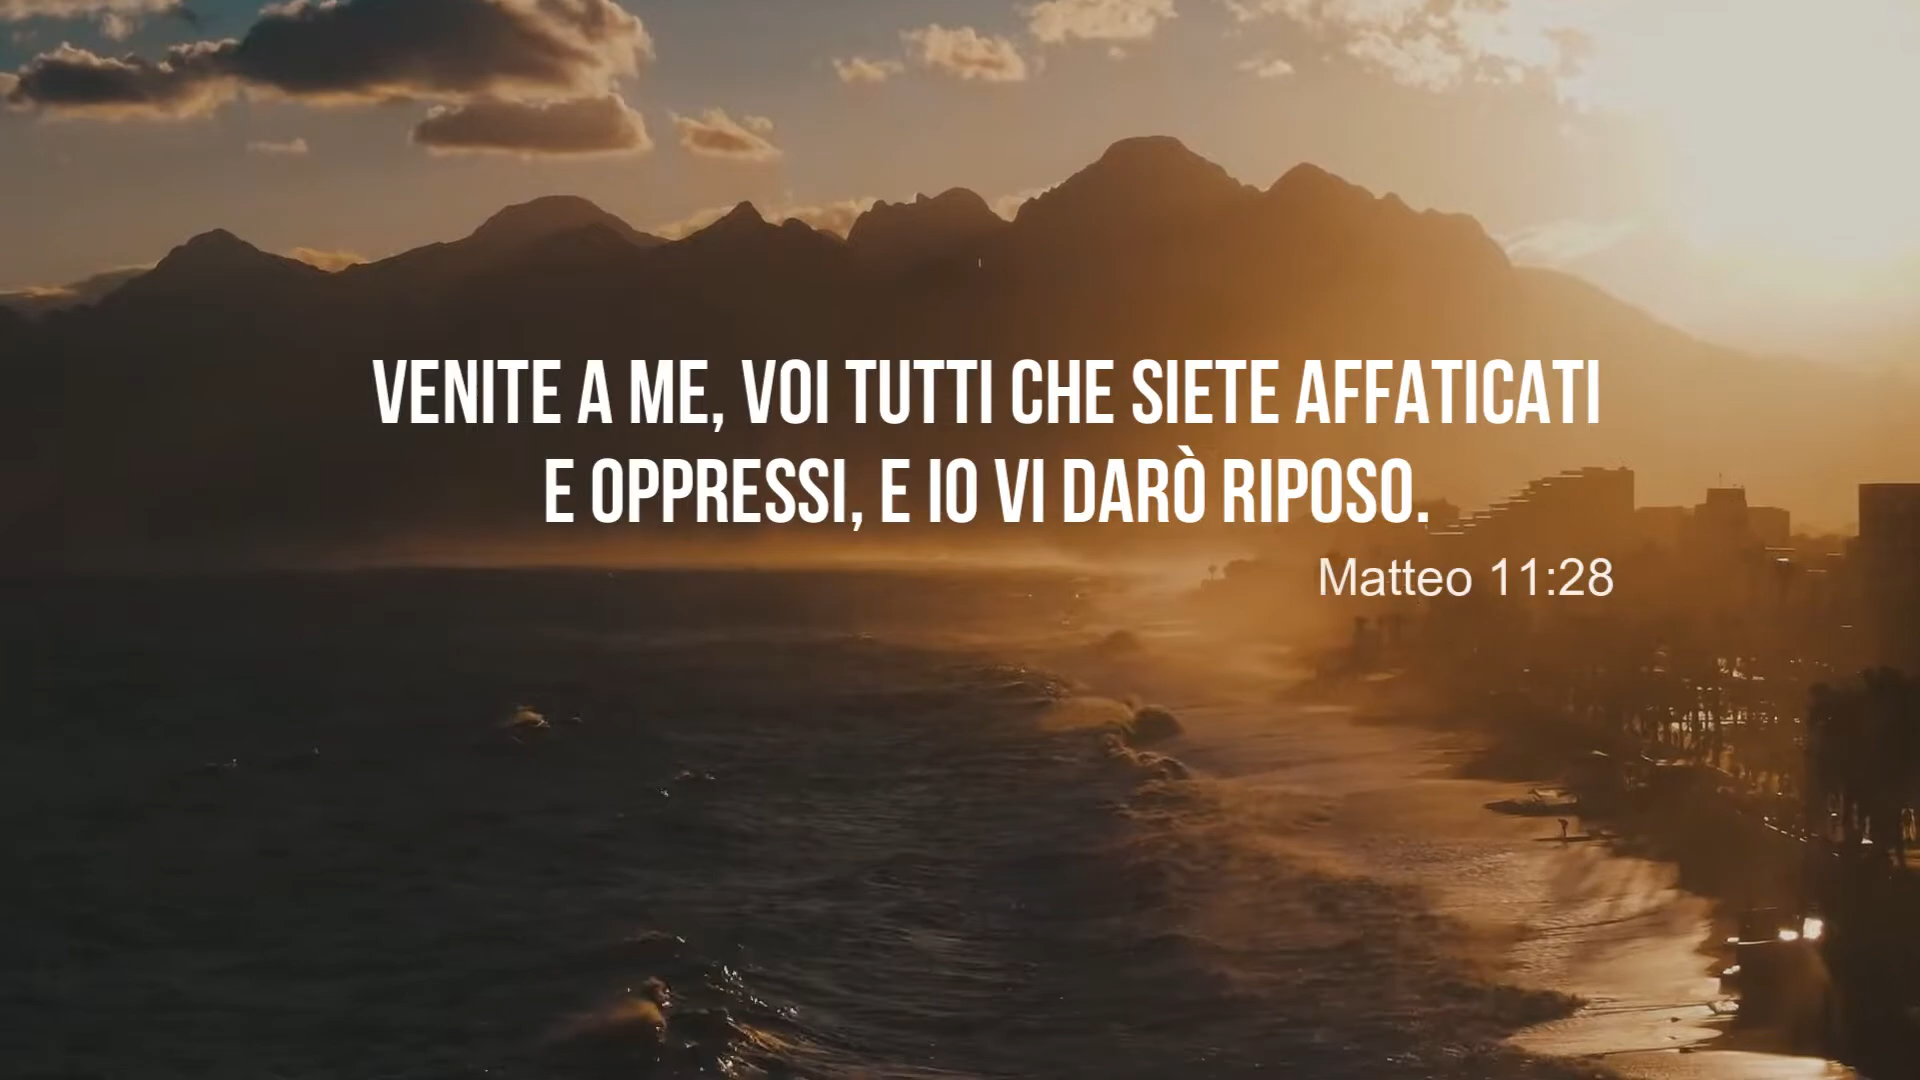 VENITE A ME, VOI TUTTI CHE SIETE AFFATICATI
E OPPRESSI, E IO VI DARÒ RIPOSO.
Matteo 11:28